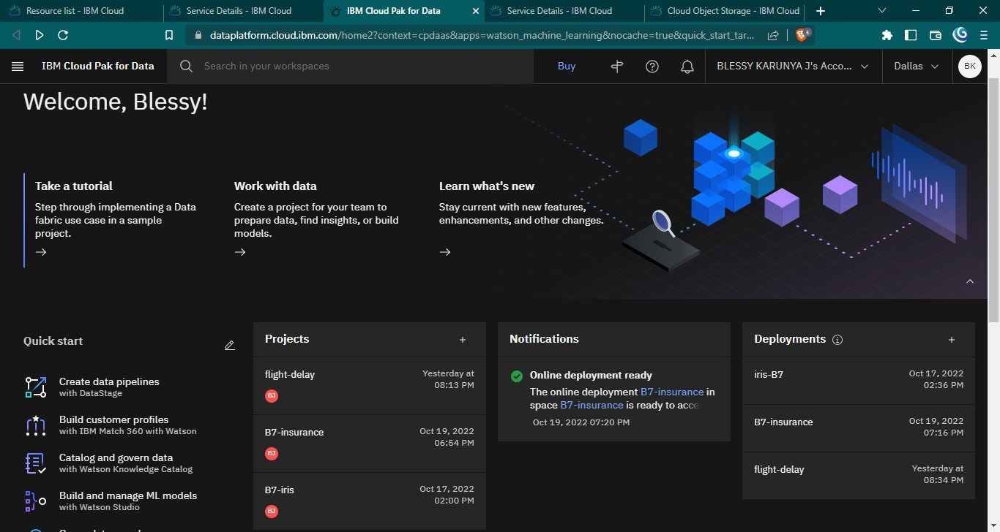 Resource list - IBM Cloud
Service Details - IBM Cloud
IBM Cloud Pak for Data
Service Details - IBM Cloud
Cloud Object Storage - IBM Cloud
dataplatform.cloud.ibm.com/home2?context=cpdaas&apps=watson_machine_learning&nocache=true&quick_start_tar...
3
IBM Cloud Pak for Data
Search in your workspaces
Buy
BLESSY KARUNYA J's Acco...
Dallas
BK
Welcome, Blessy!
Take a tutorial
Step through implementing a Data
fabric use case in a sample
project.
Work with data
Create a project for your team to
prepare data, find insights, or build
models.
Learn what's new
Stay current with new features,
enhancements, and other changes.
Quick start
Create data pipelines
with DataStage
Build customer profiles
with IBM Match 360 with Watson
Catalog and govern data
with Watson Knowledge Catalog
Build and manage ML models
with Watson Studio
Projects
flight-delay
Yesterday at
08:13 PM
BJ
B7-insurance
Oct 19, 2022
06:54 PM
BJ
B7-iris
Oct 17, 2022
02:00 PM
BJ
Notifications
Online deployment ready
The online deployment B7-insurance in
space B7-insurance is ready to acce
Oct 19, 2022 07:20 PM
Deployments
iris-B7
Oct 17, 2022
02:36 PM
B7-insurance
Oct 19, 2022
07:16 PM
flight-delay
Yesterday at
08:34 PM